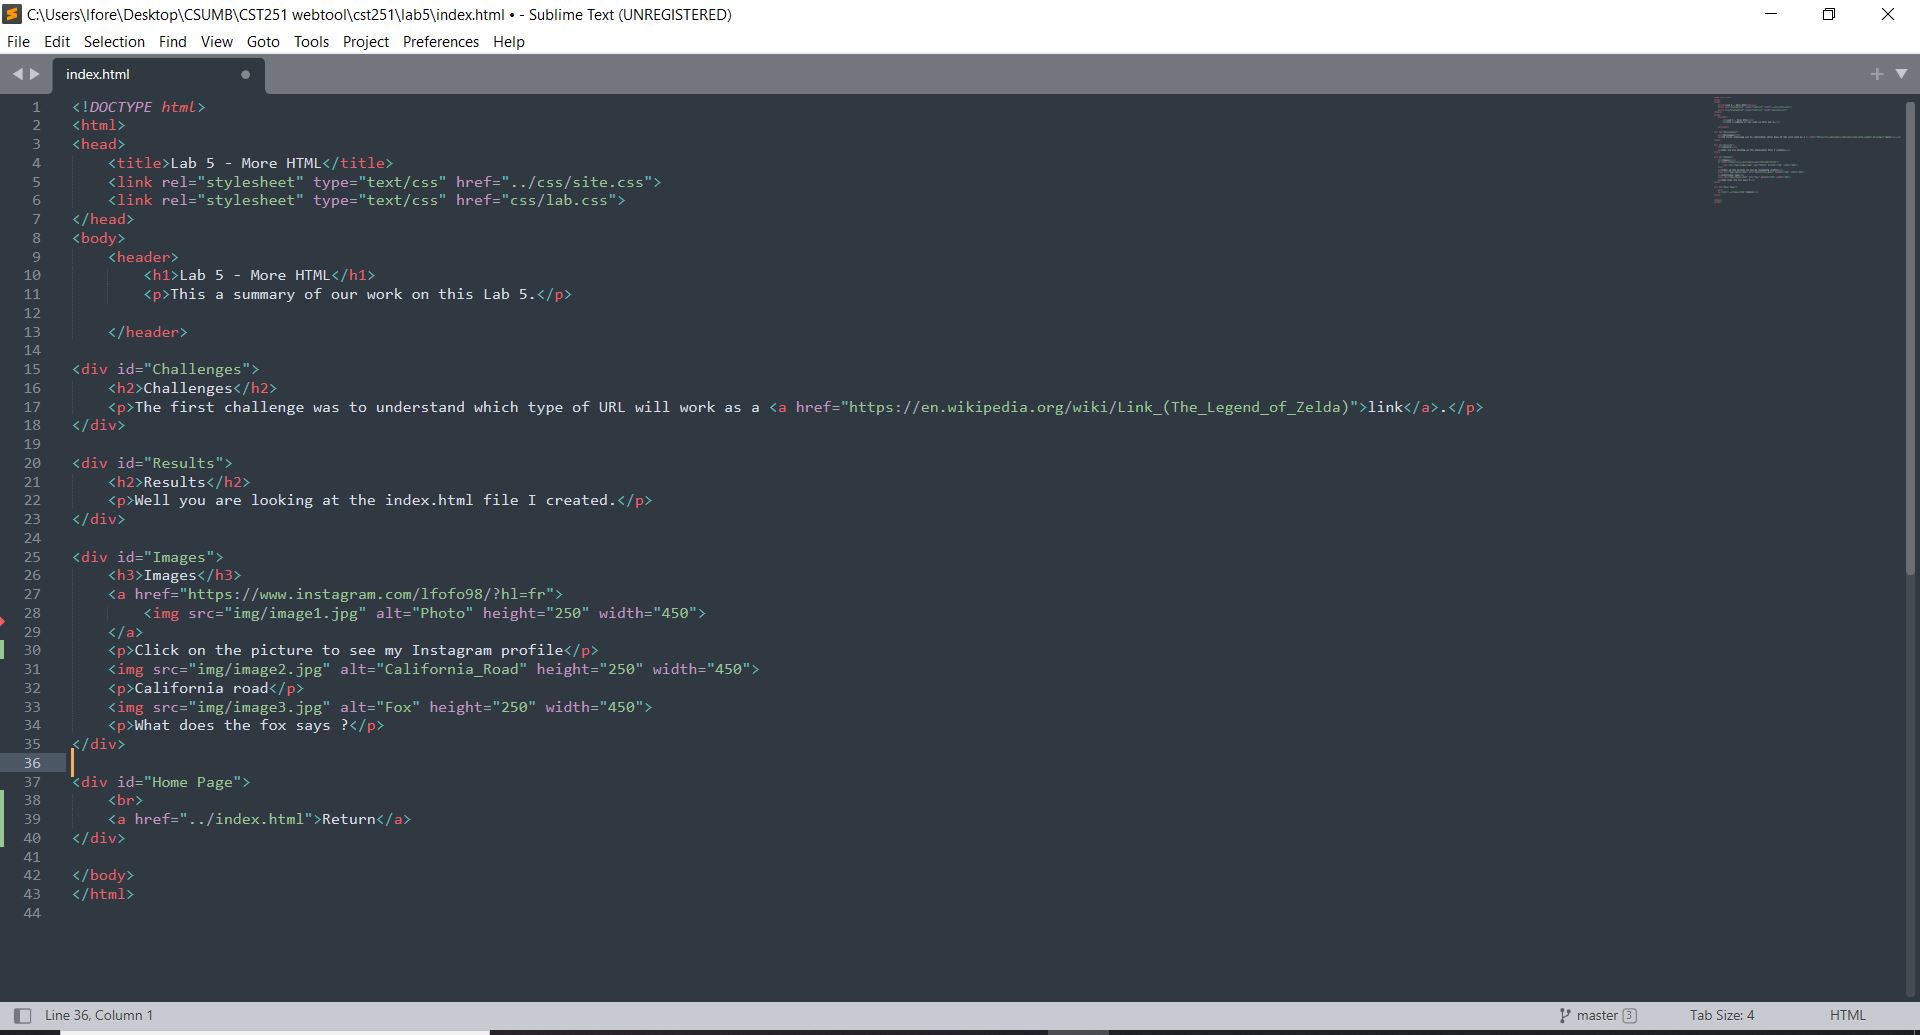 C:\Users\lfore\Desktop\CSUMB\CST251 webtool\cst251\lab5\index.html • - Sublime Text (UNREGISTERED)
File Edit Selection Find View Goto Tools Project Preferences Help
index.html
1 <!DOCTYPE html>
2 <html>
3 <head>
4     <title>Lab 5 - More HTML</title>
5     <link rel="stylesheet" type="text/css" href="../css/site.css">
6     <link rel="stylesheet" type="text/css" href="css/lab.css">
7 </head>
8 <body>
9     <header>
10         <h1>Lab 5 - More HTML</h1>
11         <p>This a summary of our work on this Lab 5.</p>
12
13     </header>
14
15 <div id="Challenges">
16     <h2>Challenges</h2>
17     <p>The first challenge was to understand which type of URL will work as a <a href="https://en.wikipedia.org/wiki/Link_(The_Legend_of_Zelda)">link</a>.</p>
18 </div>
19
20 <div id="Results">
21     <h2>Results</h2>
22     <p>Well you are looking at the index.html file I created.</p>
23 </div>
24
25 <div id="Images">
26     <h3>Images</h3>
27     <a href="https://www.instagram.com/lfofo98/?hl=fr">
28         <img src="img/image1.jpg" alt="Photo" height="250" width="450">
29     </a>
30     <p>Click on the picture to see my Instagram profile</p>
31     <img src="img/image2.jpg" alt="California_Road" height="250" width="450">
32     <p>California road</p>
33     <img src="img/image3.jpg" alt="Fox" height="250" width="450">
34     <p>What does the fox says ?</p>
35 </div>
36
37 <div id="Home Page">
38     <br>
39     <a href="../index.html">Return</a>
40 </div>
41
42 </body>
43 </html>
44
Line 36, Column 1 master 3 Tab Size: 4 HTML